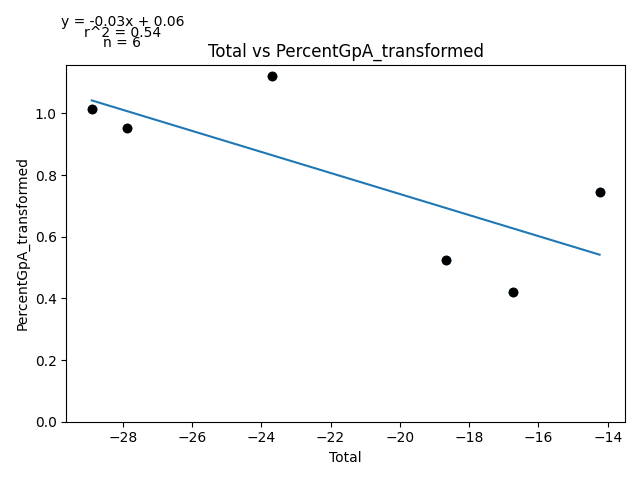 y = -0.03x + 0.06
r^2 = 0.54
n = 6
Total vs PercentGpA_transformed
PercentGpA_transformed
1.0
0.8
0.6
0.4
0.2
0.0
−28 −26 −24 −22 −20 −18 −16 −14
Total